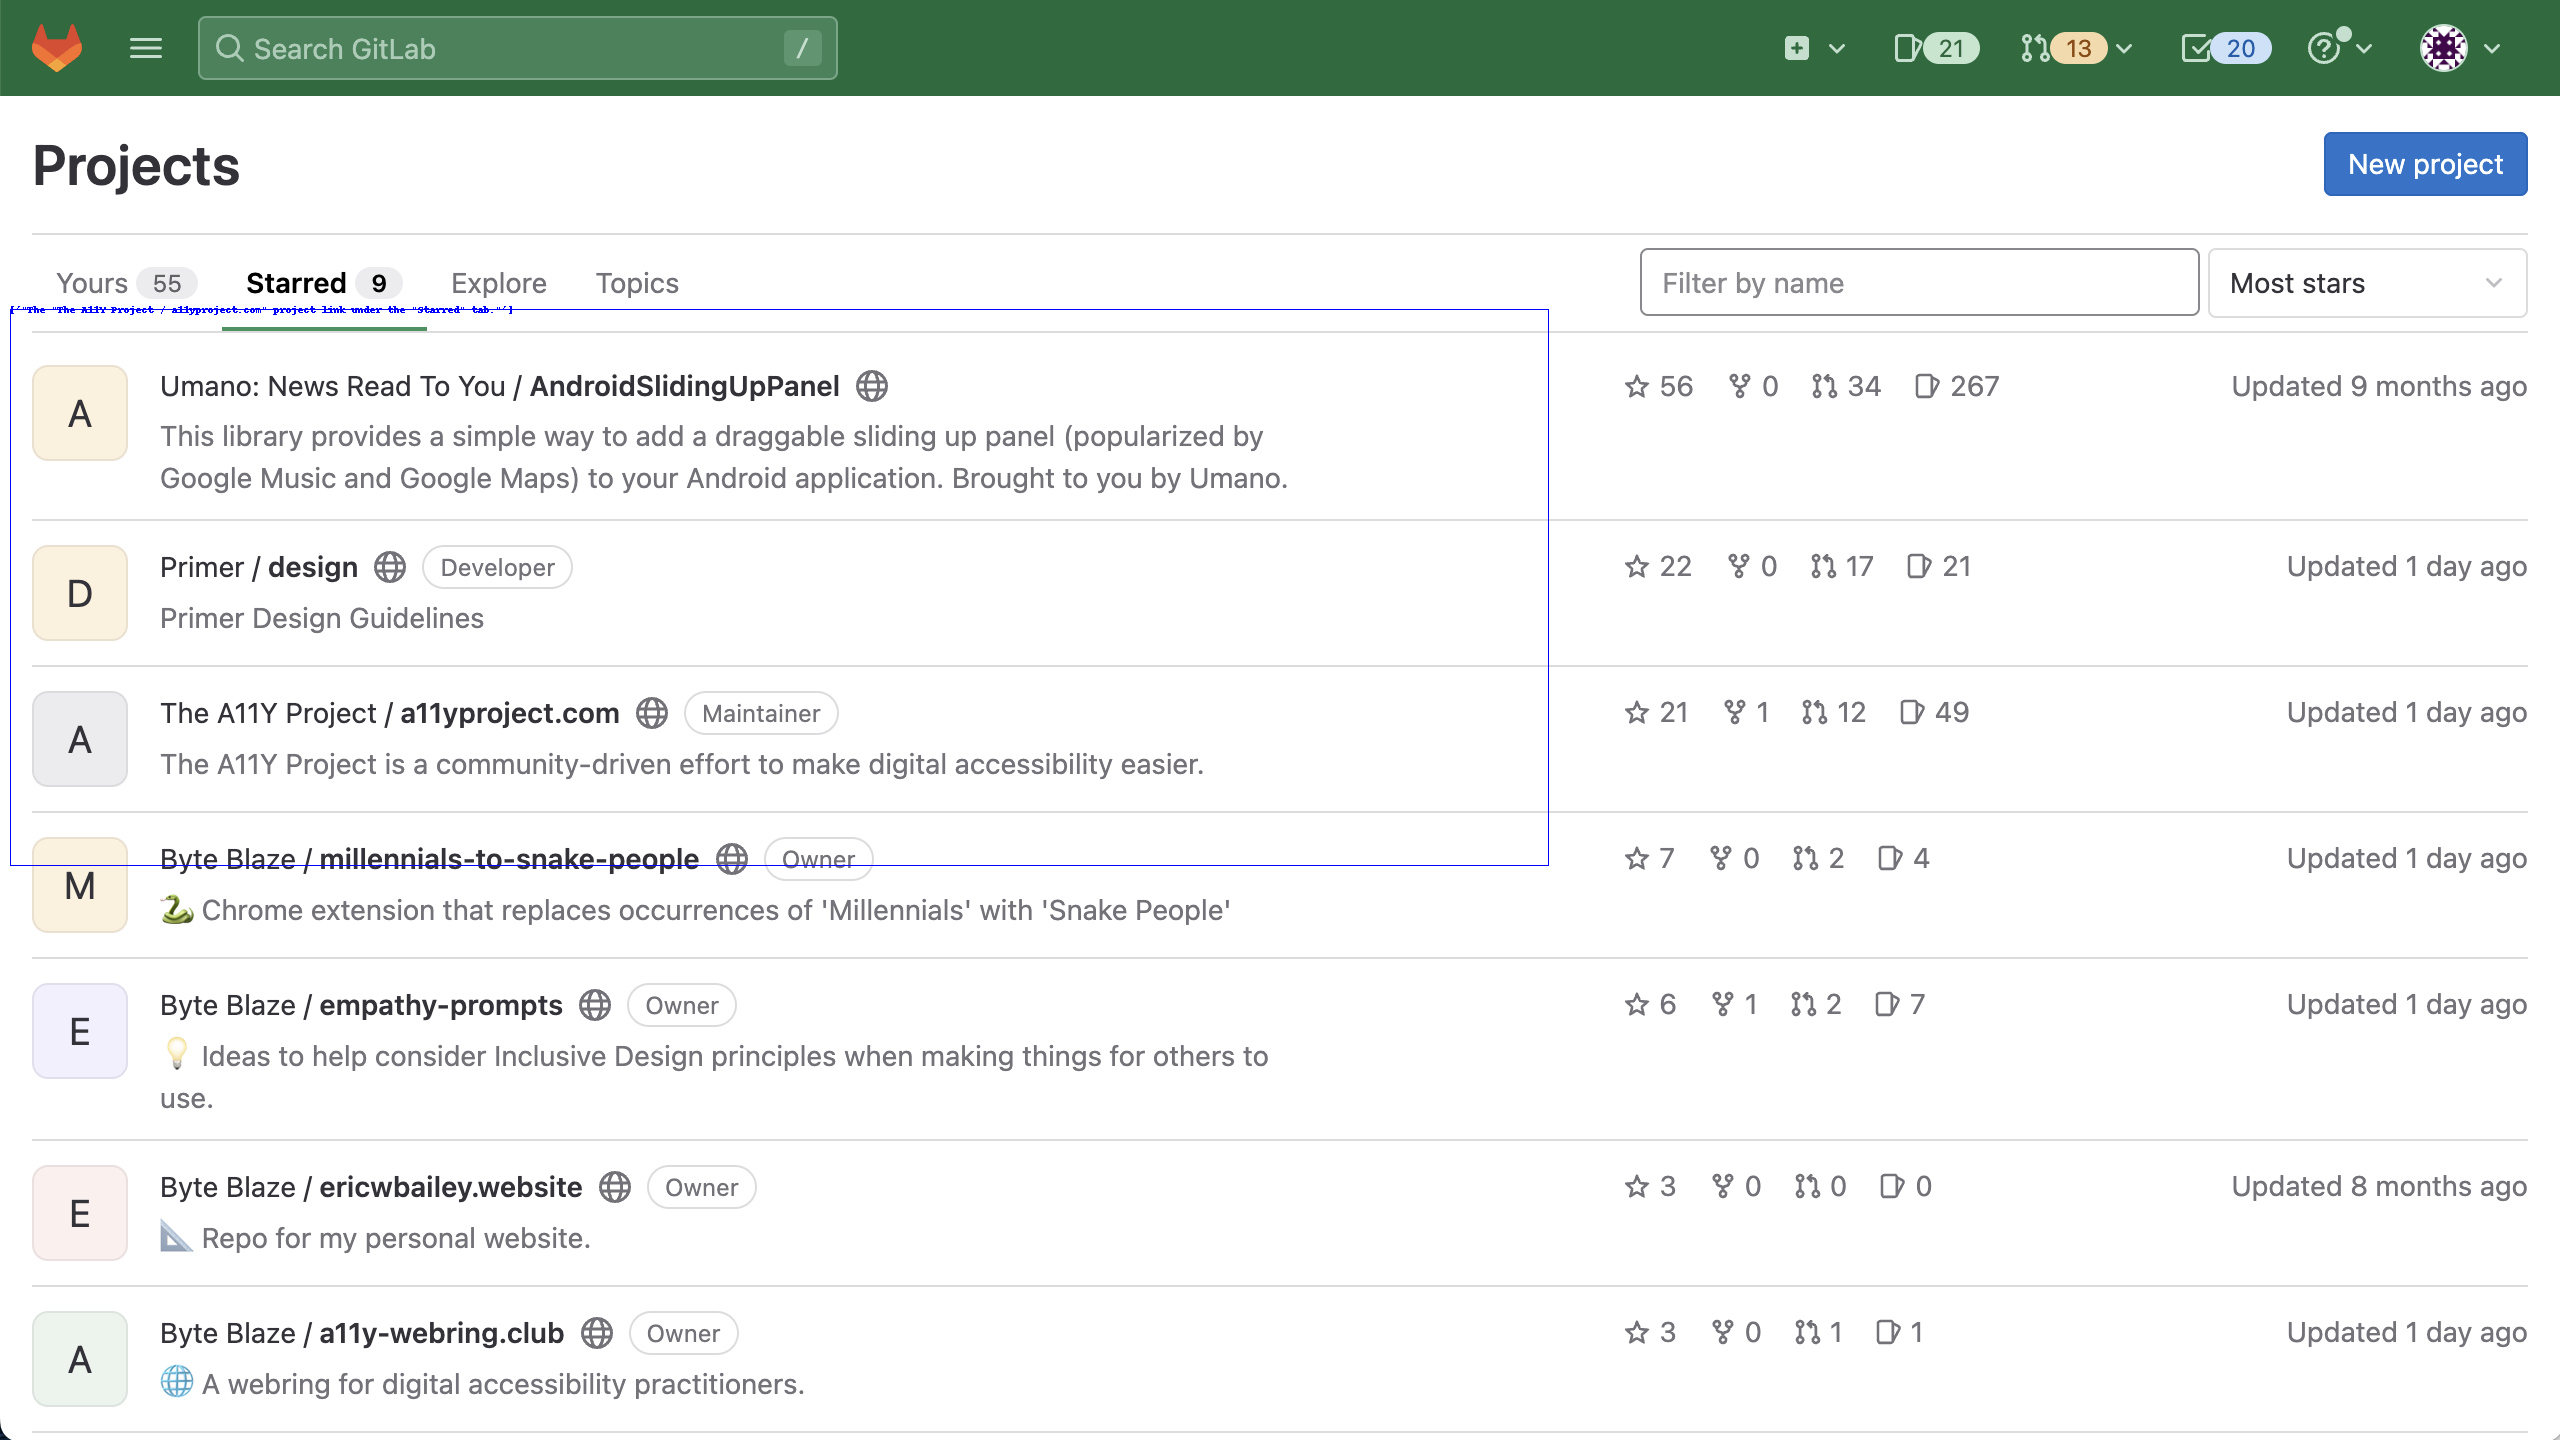 Search GitLab /
21 13 20
Projects
New project
Yours 55 Starred 9 Explore Topics
Filter by name
Most stars
["The "The A11Y Project / a11yproject.com" project link under the "Starred" tab."]
A
Umano: News Read To You / AndroidSlidingUpPanel
56 0 34 267
Updated 9 months ago
This library provides a simple way to add a draggable sliding up panel (popularized by
Google Music and Google Maps) to your Android application. Brought to you by Umano.
D
Primer / design Developer
22 0 17 21
Updated 1 day ago
Primer Design Guidelines
A
The A11Y Project / a11yproject.com Maintainer
21 1 12 49
Updated 1 day ago
The A11Y Project is a community-driven effort to make digital accessibility easier.
M
Byte Blaze / millennials-to-snake-people Owner
7 0 2 4
Updated 1 day ago
🐍 Chrome extension that replaces occurrences of 'Millennials' with 'Snake People'
E
Byte Blaze / empathy-prompts Owner
6 1 2 7
Updated 1 day ago
💡 Ideas to help consider Inclusive Design principles when making things for others to
use.
E
Byte Blaze / ericwbailey.website Owner
3 0 0 0
Updated 8 months ago
📐 Repo for my personal website.
A
Byte Blaze / a11y-webring.club Owner
3 0 1 1
Updated 1 day ago
🌐 A webring for digital accessibility practitioners.